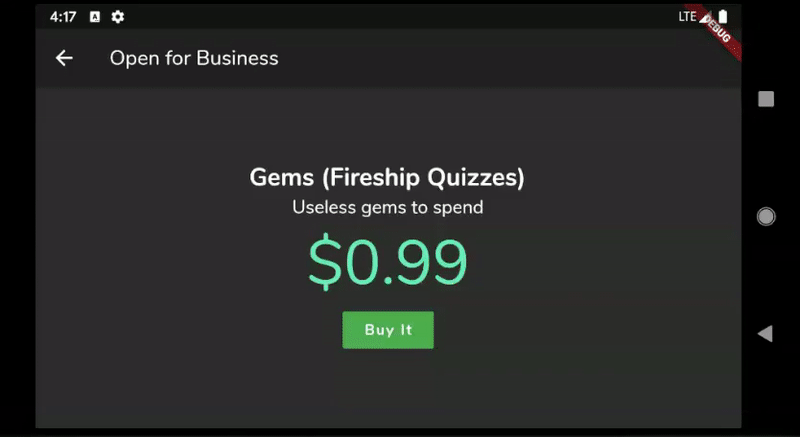 4:17 A LTE
DEBUG
Open for Business
Gems (Fireship Quizzes)
Useless gems to spend
$0.99
Buy It